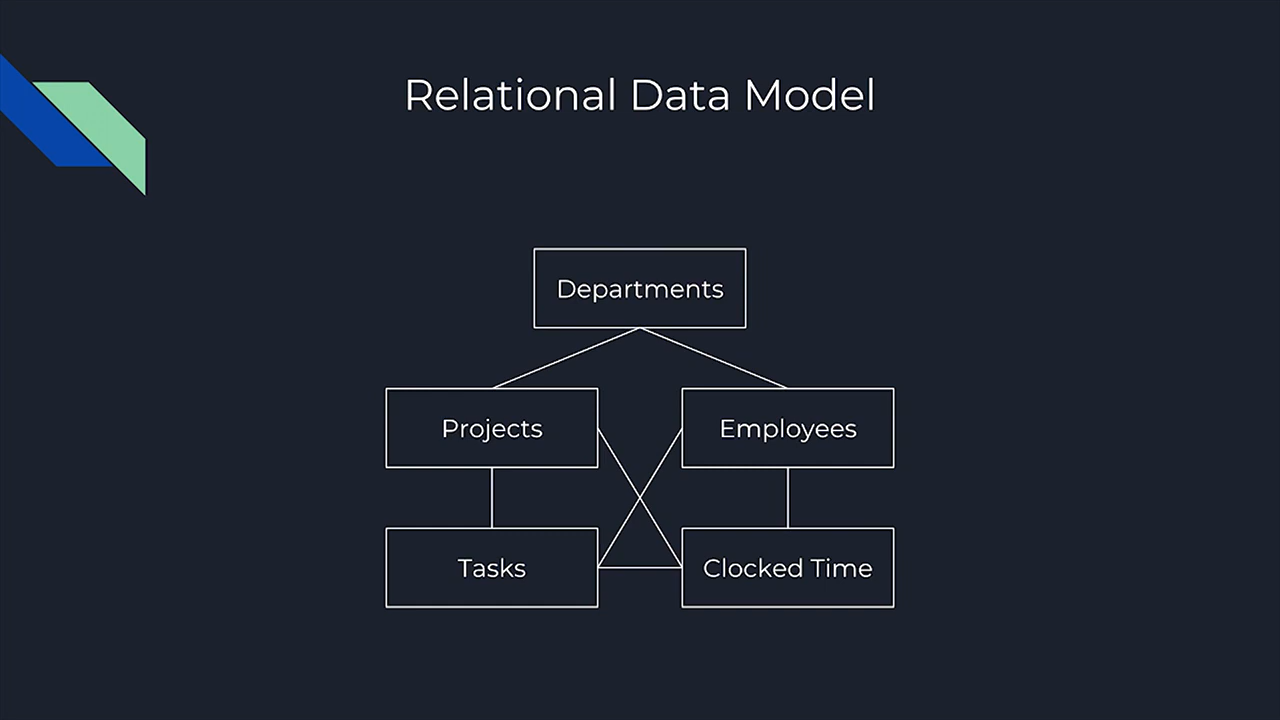 Relational Data Model
Departments
Projects
Employees
Tasks
Clocked Time